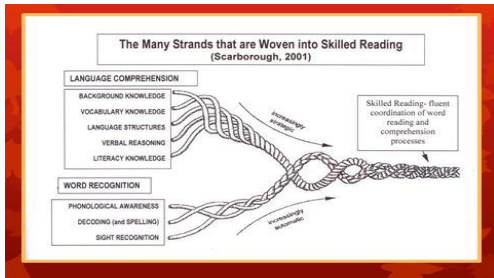 The Many Strands that are Woven into Skilled Reading
(Scarborough, 2001)
LANGUAGE COMPREHENSION
BACKGROUND KNOWLEDGE
VOCABULARY KNOWLEDGE
LANGUAGE STRUCTURES
VERBAL REASONING
LITERACY KNOWLEDGE
increasingly
strategic
Skilled Reading- fluent
coordination of word
reading and
comprehension
processes
WORD RECOGNITION
PHONOLOGICAL AWARENESS
DECODING (and SPELLING)
SIGHT RECOGNITION
increasingly
automatic